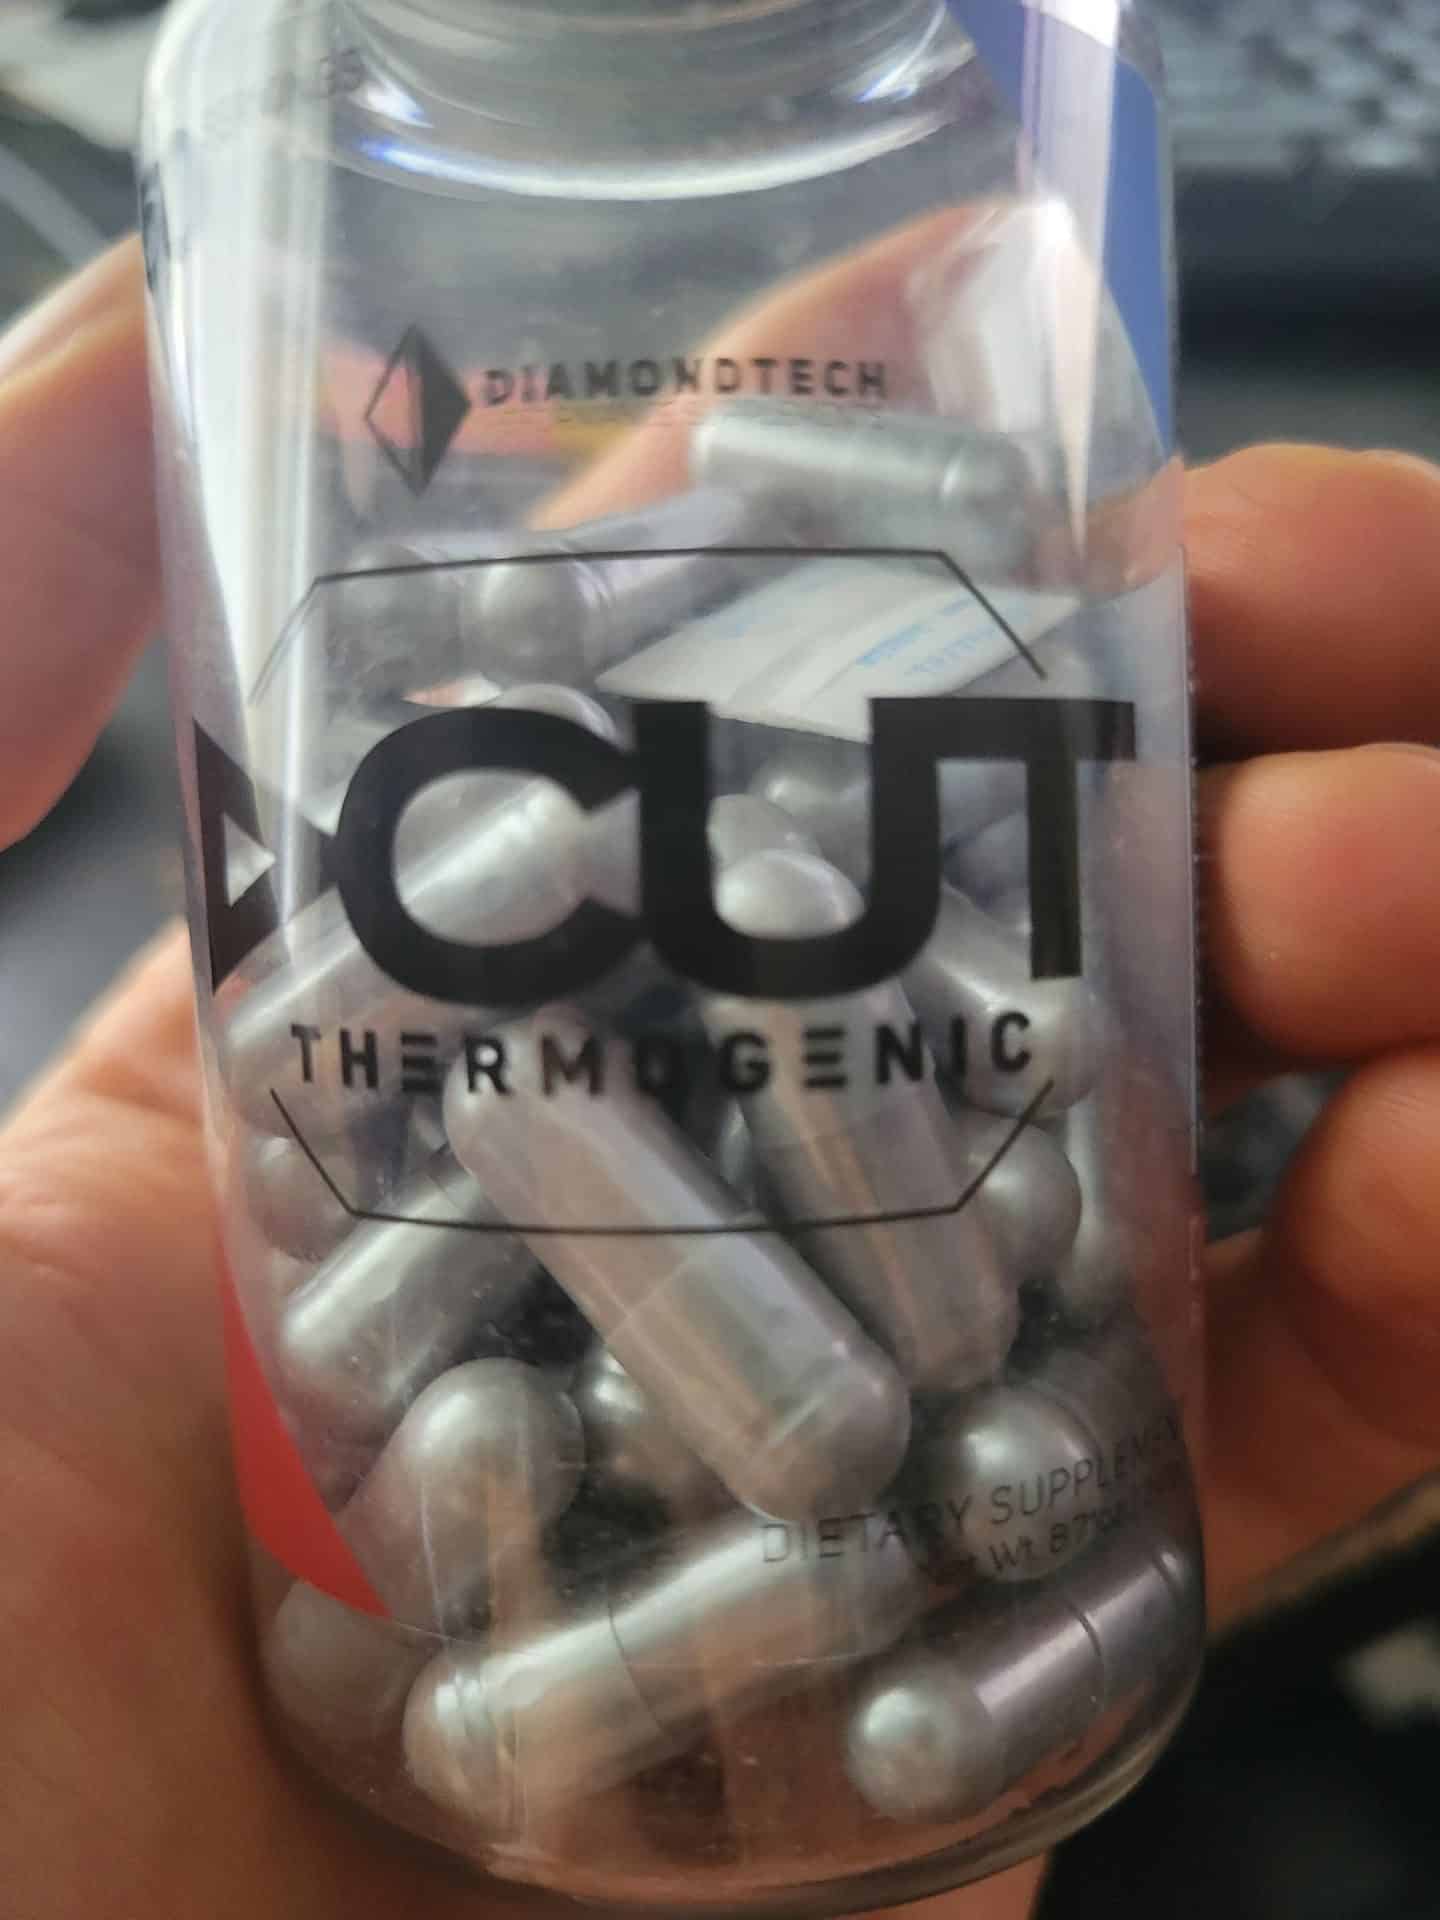 DIAMONDTECH
CUT
THERMOGENIC
DIETARY SUPPLEMENT